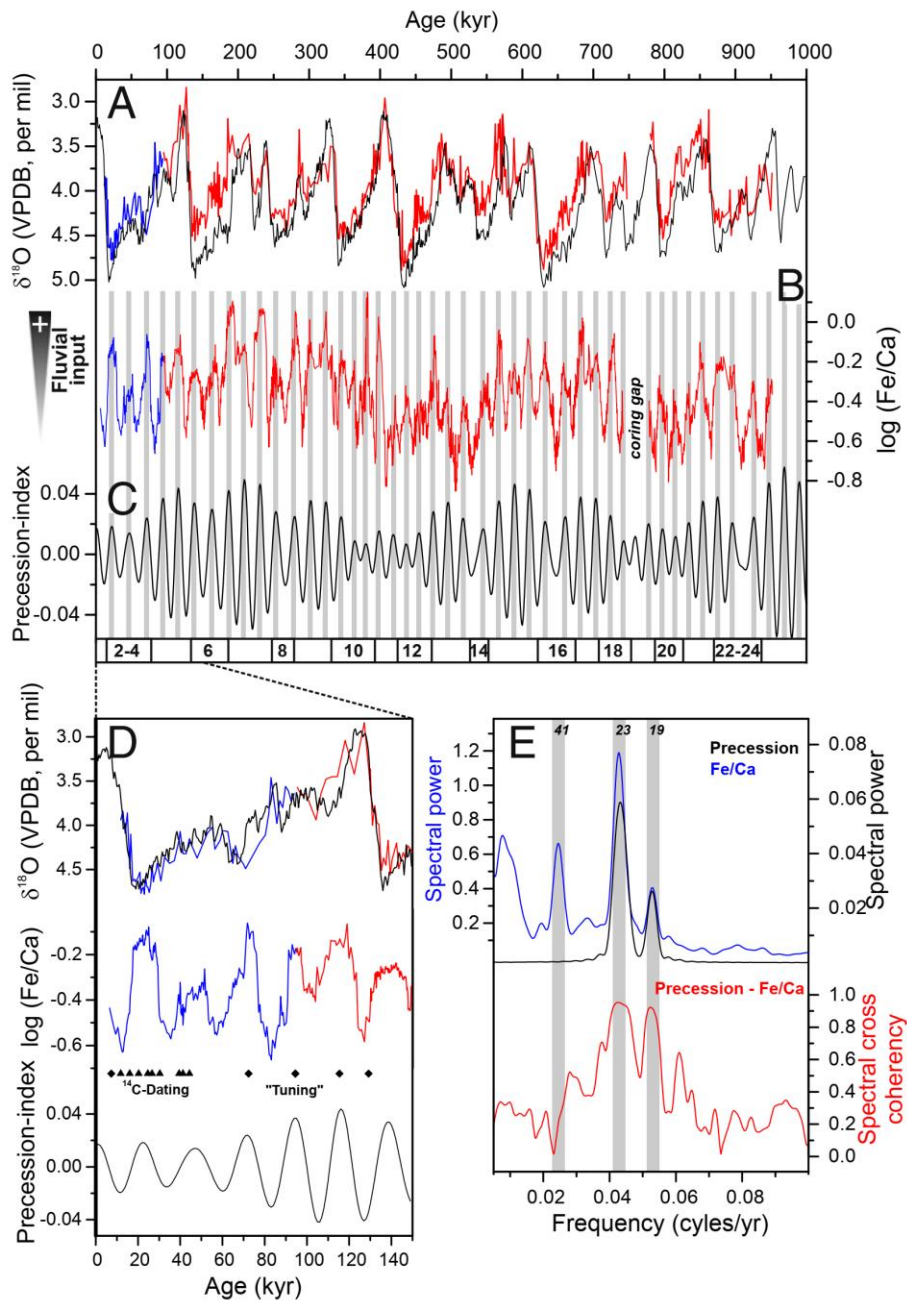 Age (kyr)
0 100 200 300 400 500 600 700 800 900 1000
A
δ18O (VPDB, per mil)
3.0
3.5
4.0
4.5
5.0
B
+
Fluvial
input
0.0
-0.2
-0.4
-0.6
-0.8
log (Fe/Ca)
coring gap
C
Precession-index
0.04
0.00
-0.04
2-4 6 8 10 12 14 16 18 20 22-24
D
δ18O (VPDB, per mil)
3.0
3.5
4.0
4.5
log (Fe/Ca)
-0.2
-0.4
-0.6
14C-Dating "Tuning"
Precession-index
0.04
0.00
-0.04
0 20 40 60 80 100 120 140
Age (kyr)
E
41 23 19
Precession
Fe/Ca
Spectral power
1.2
1.0
0.8
0.6
0.4
0.2
0.08
0.06
0.04
0.02
Spectral power
Precession - Fe/Ca
1.0
0.8
0.6
0.4
0.2
0.0
Spectral cross
coherency
0.02 0.04 0.06 0.08
Frequency (cyles/yr)